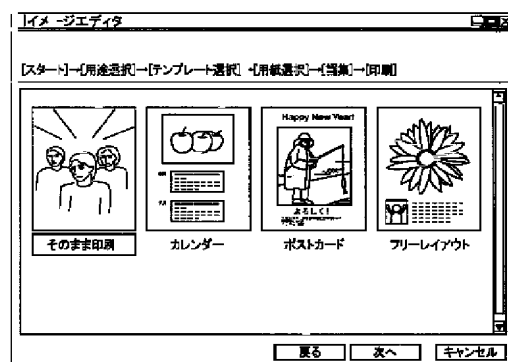 イメージエディタ
[スタート]→[用途選択]→[テンプレート選択]→[用紙選択]→[編集]→[印刷]
Happy New Year!
よろしく!
そのまま印刷
カレンダー
ポストカード
フリーレイアウト
戻る
次へ
キャンセル